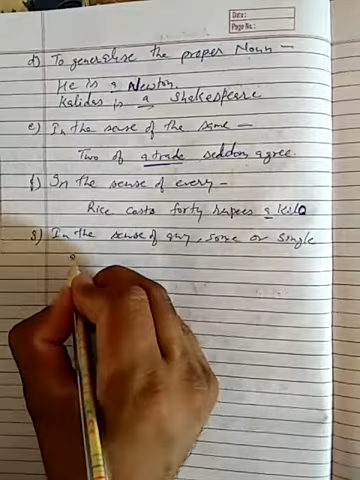 Date:
Page No.:
d) To generalise the proper Noun -
He is a Newton.
Kalidas is a Shakespeare
e) In the sense of the same -
Two of a trade seldom agree.
f) In the sense of every -
Rice costs forty rupees a kilo
g) In the sense of any, some or single